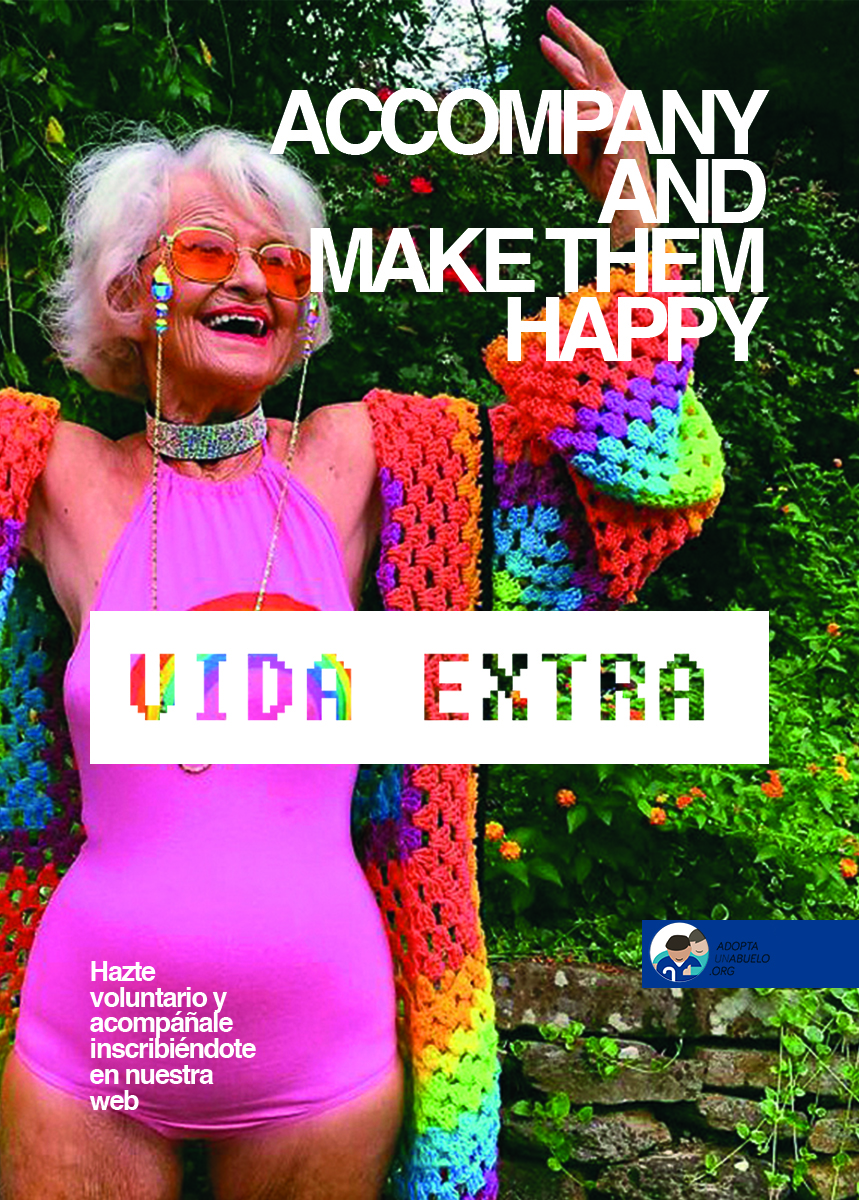 ACCOMPANY
AND
MAKE THEM
HAPPY
VIDA EXTRA
ADOPTA
UNABUELO
.ORG
Hazte
voluntario y
acompáñale
inscribiéndote
en nuestra
web